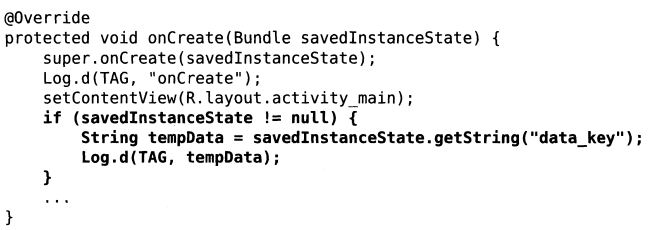 @Override
protected void onCreate(Bundle savedInstanceState) {
    super.onCreate(savedInstanceState);
    Log.d(TAG, "onCreate");
    setContentView(R.layout.activity_main);
    if (savedInstanceState != null) {
        String tempData = savedInstanceState.getString("data_key");
        Log.d(TAG, tempData);
    }
    ...
}